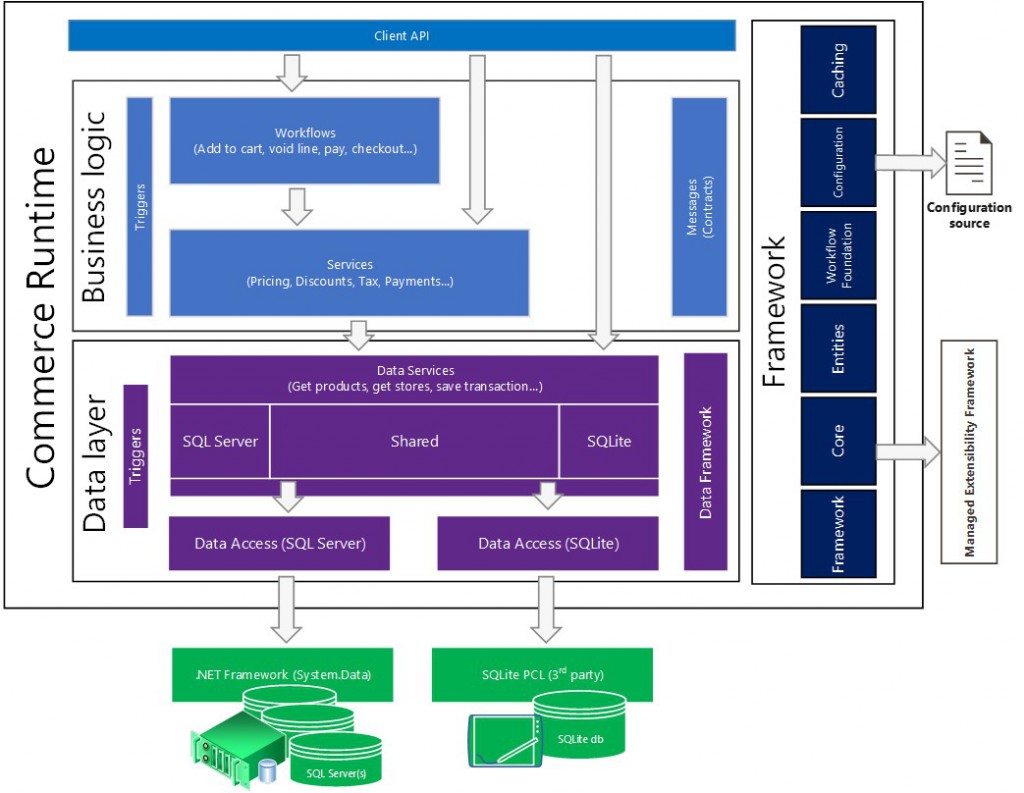 Commerce Runtime
Client API
Business logic
Triggers
Workflows
(Add to cart, void line, pay, checkout...)
Services
(Pricing, Discounts, Tax, Payments...)
Messages
(Contracts)
Data layer
Triggers
Data Services
(Get products, get stores, save transaction...)
SQL Server
Shared
SQLite
Data Access (SQL Server)
Data Access (SQLite)
Data Framework
Framework
Caching
Configuration
Workflow
Foundation
Entities
Core
Framework
Configuration
source
Managed Extensibility Framework
.NET Framework (System.Data)
SQL Server(s)
SQLite PCL (3rd party)
SQLite db